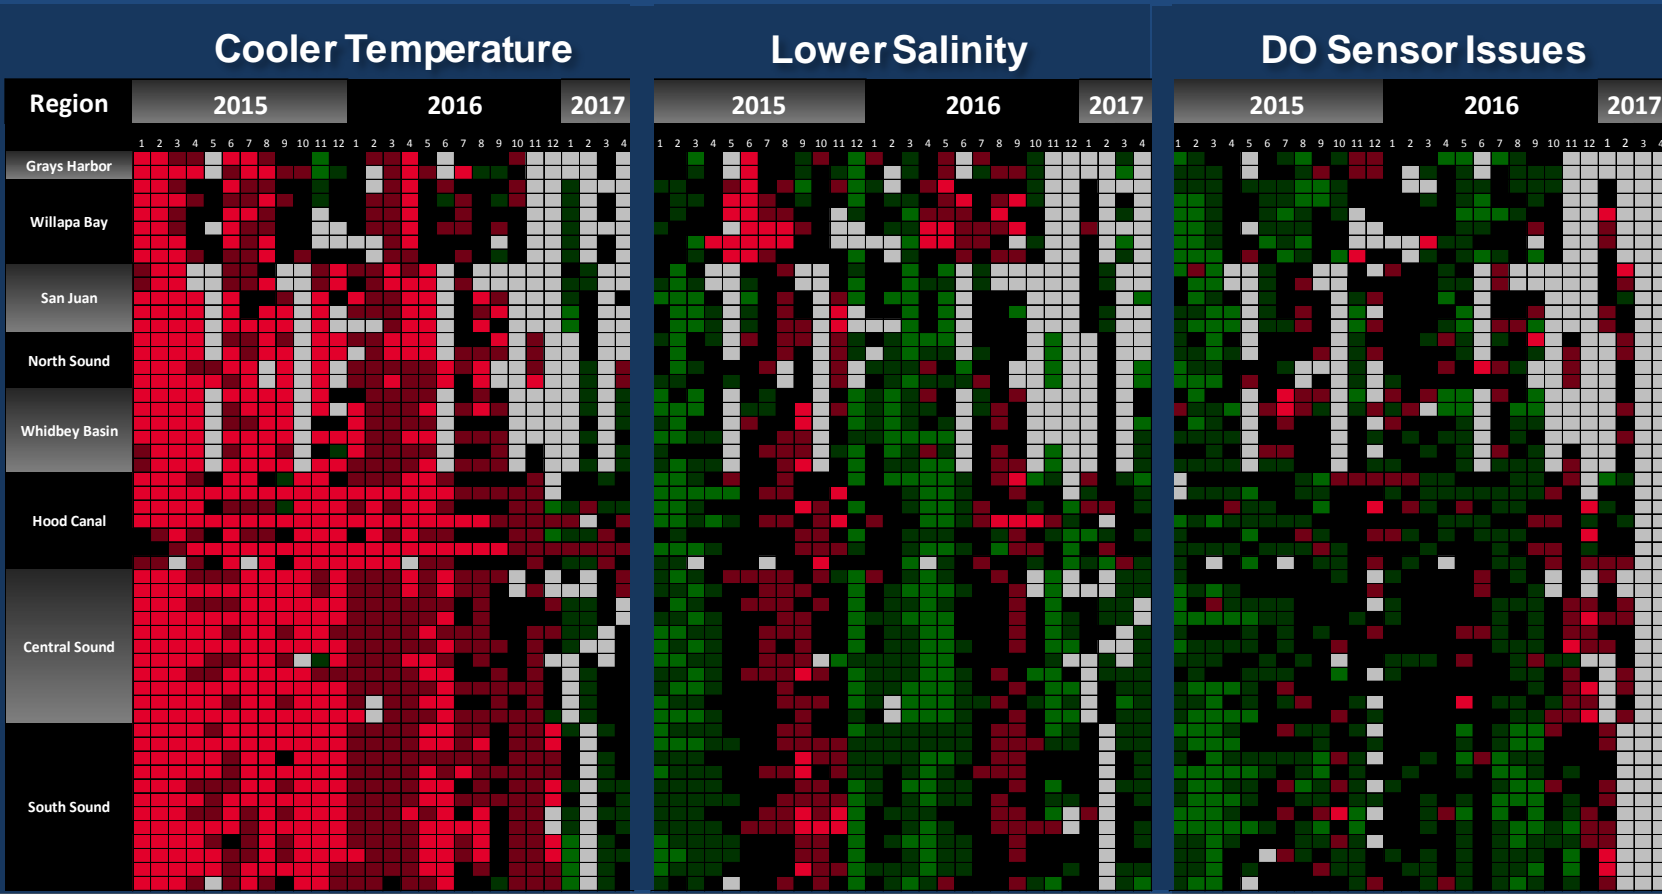 Cooler Temperature Lower Salinity DO Sensor Issues
Region 2015 2016 2017 2015 2016 2017 2015 2016 2017
1 2 3 4 5 6 7 8 9 10 11 12 1 2 3 4 5 6 7 8 9 10 11 12 1 2 3 4 1 2 3 4 5 6 7 8 9 10 11 12 1 2 3 4 5 6 7 8 9 10 11 12 1 2 3 4 1 2 3 4 5 6 7 8 9 10 11 12 1 2 3 4 5 6 7 8 9 10 11 12 1 2 3 4
Grays Harbor
Willapa Bay
San Juan
North Sound
Whidbey Basin
Hood Canal
Central Sound
South Sound